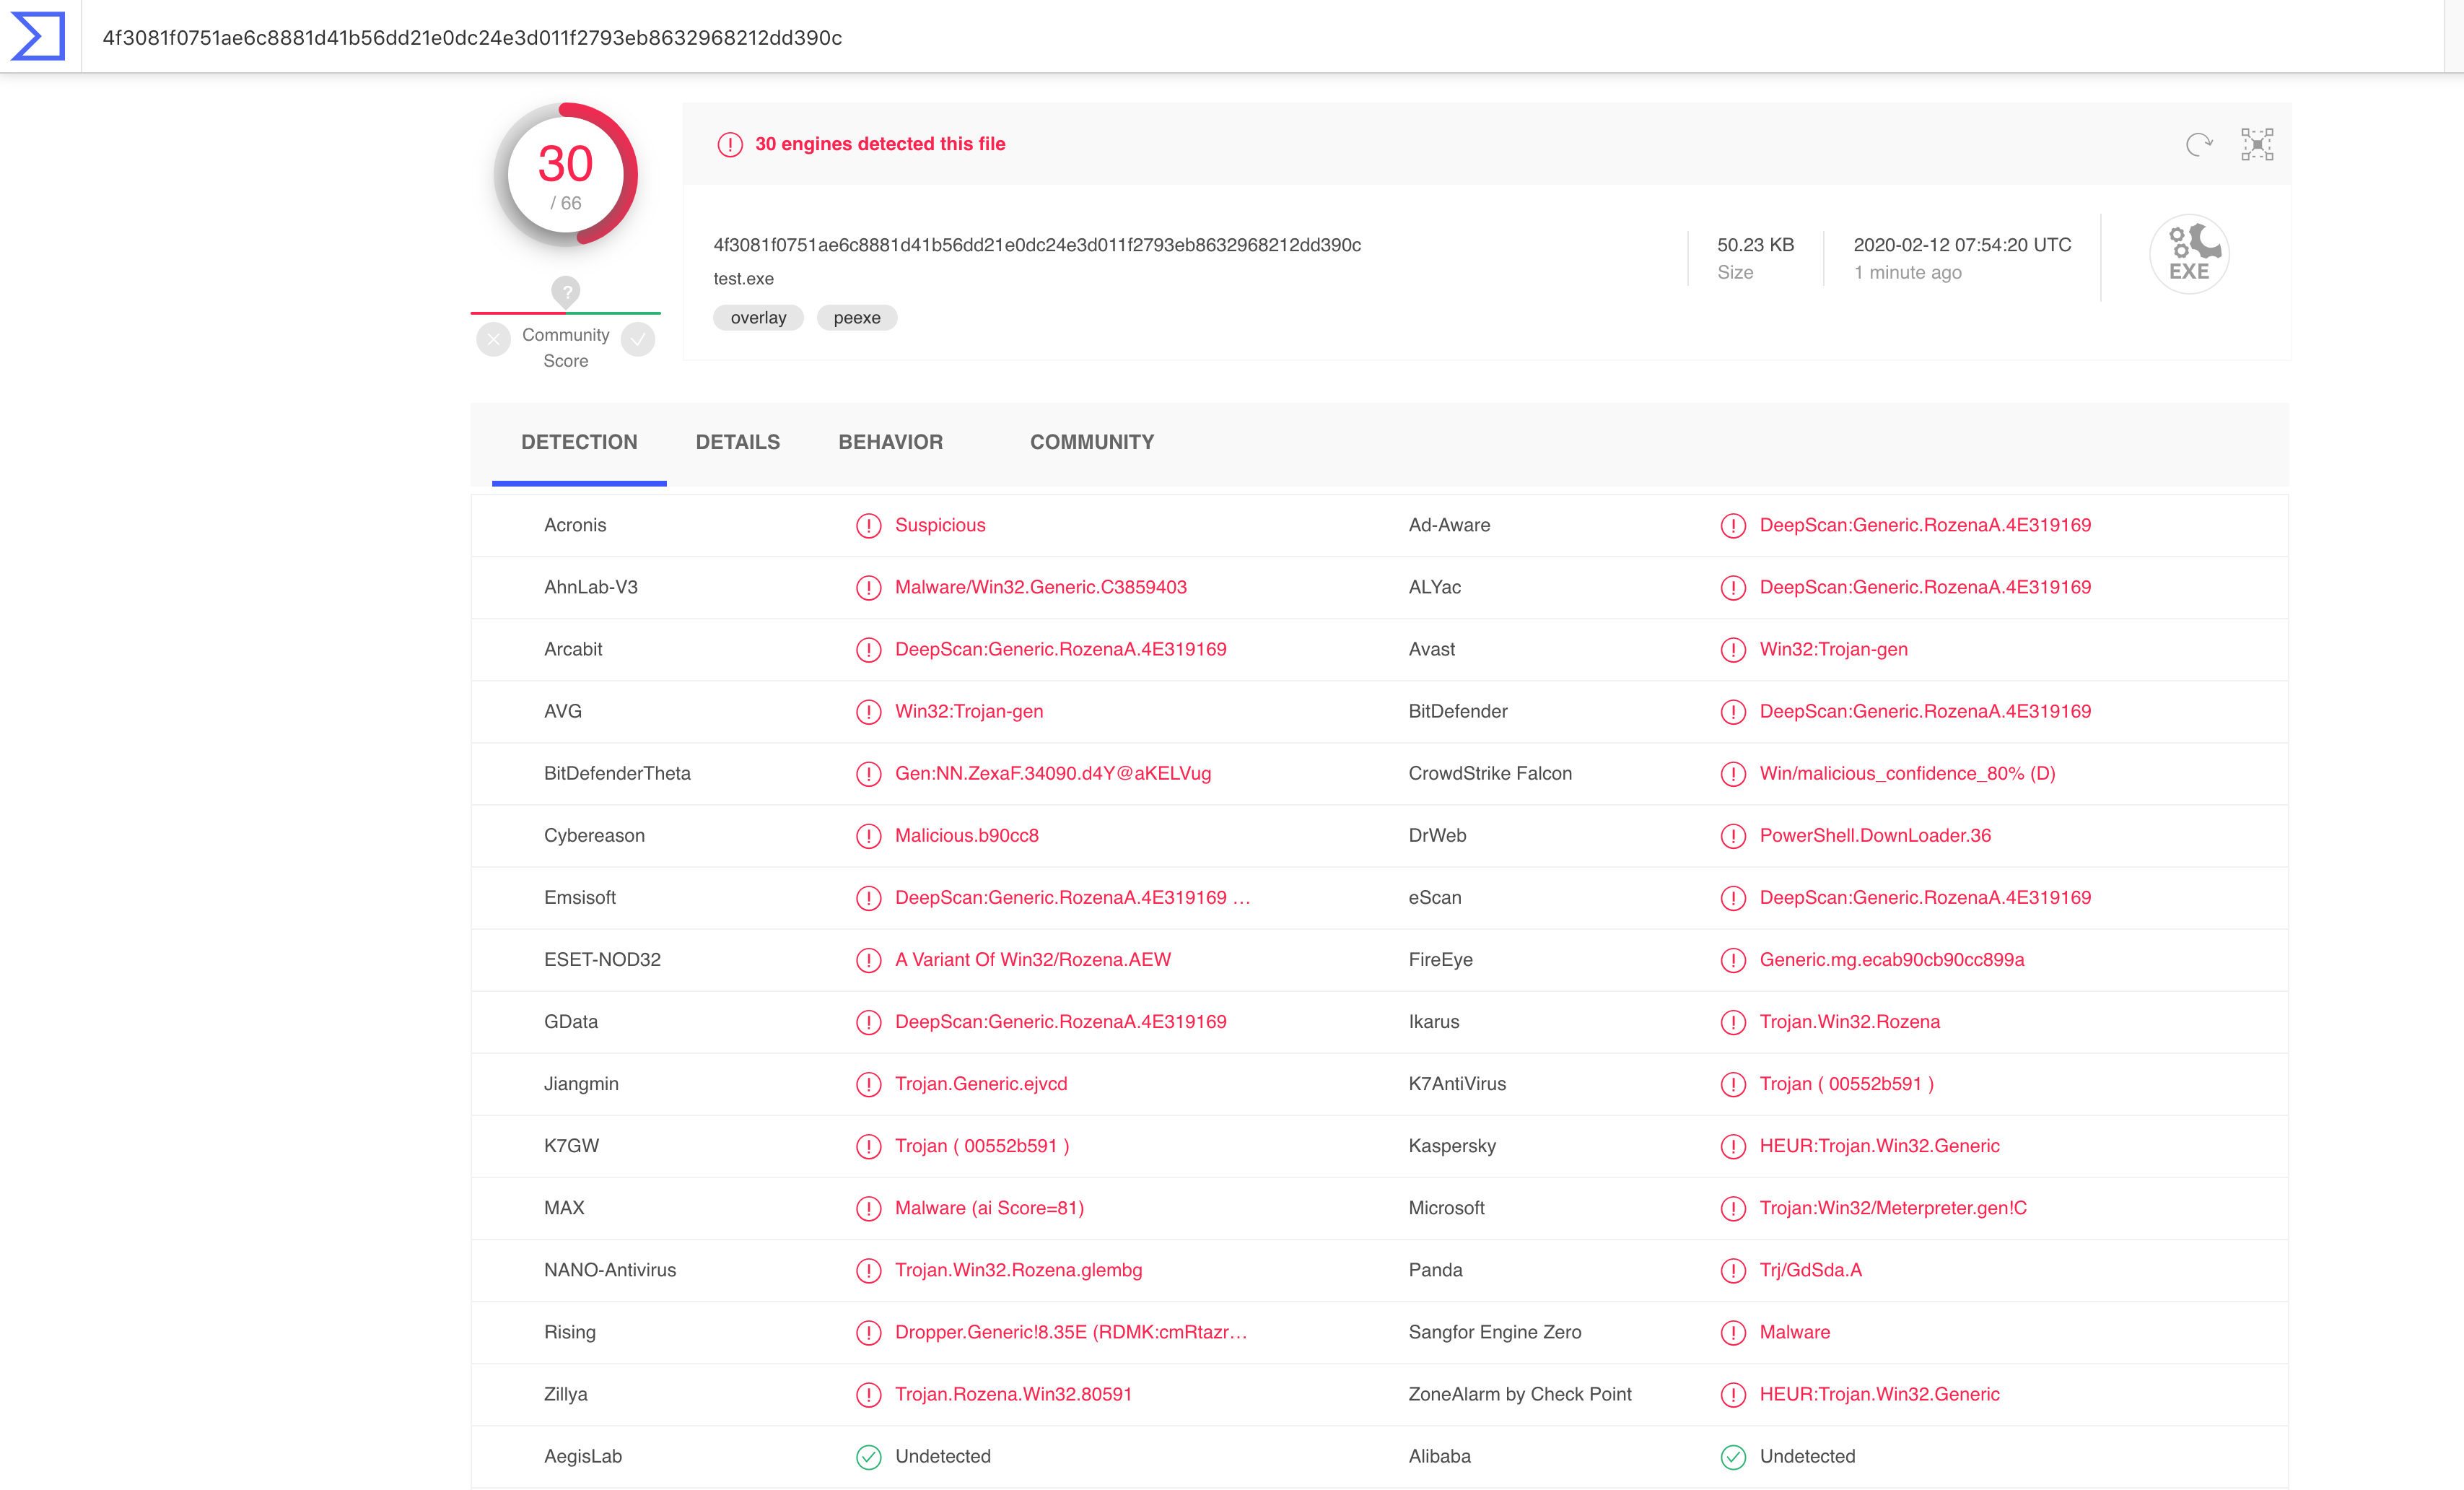 4f3081f0751ae6c8881d41b56dd21e0dc24e3d011f2793eb8632968212dd390c
30
/ 66
?
Community
Score
30 engines detected this file
4f3081f0751ae6c8881d41b56dd21e0dc24e3d011f2793eb8632968212dd390c
test.exe
overlay peexe
50.23 KB
Size
2020-02-12 07:54:20 UTC
1 minute ago
EXE
DETECTION DETAILS BEHAVIOR COMMUNITY
Acronis Suspicious Ad-Aware DeepScan:Generic.RozenaA.4E319169
AhnLab-V3 Malware/Win32.Generic.C3859403 ALYac DeepScan:Generic.RozenaA.4E319169
Arcabit DeepScan:Generic.RozenaA.4E319169 Avast Win32:Trojan-gen
AVG Win32:Trojan-gen BitDefender DeepScan:Generic.RozenaA.4E319169
BitDefenderTheta Gen:NN.ZexaF.34090.d4Y@aKELVug CrowdStrike Falcon Win/malicious_confidence_80% (D)
Cybereason Malicious.b90cc8 DrWeb PowerShell.DownLoader.36
Emsisoft DeepScan:Generic.RozenaA.4E319169 … eScan DeepScan:Generic.RozenaA.4E319169
ESET-NOD32 A Variant Of Win32/Rozena.AEW FireEye Generic.mg.ecab90cb90cc899a
GData DeepScan:Generic.RozenaA.4E319169 Ikarus Trojan.Win32.Rozena
Jiangmin Trojan.Generic.ejvcd K7AntiVirus Trojan ( 00552b591 )
K7GW Trojan ( 00552b591 ) Kaspersky HEUR:Trojan.Win32.Generic
MAX Malware (ai Score=81) Microsoft Trojan:Win32/Meterpreter.gen!C
NANO-Antivirus Trojan.Win32.Rozena.glembg Panda Trj/GdSda.A
Rising Dropper.Generic!8.35E (RDMK:cmRtazr… Sangfor Engine Zero Malware
Zillya Trojan.Rozena.Win32.80591 ZoneAlarm by Check Point HEUR:Trojan.Win32.Generic
AegisLab Undetected Alibaba Undetected